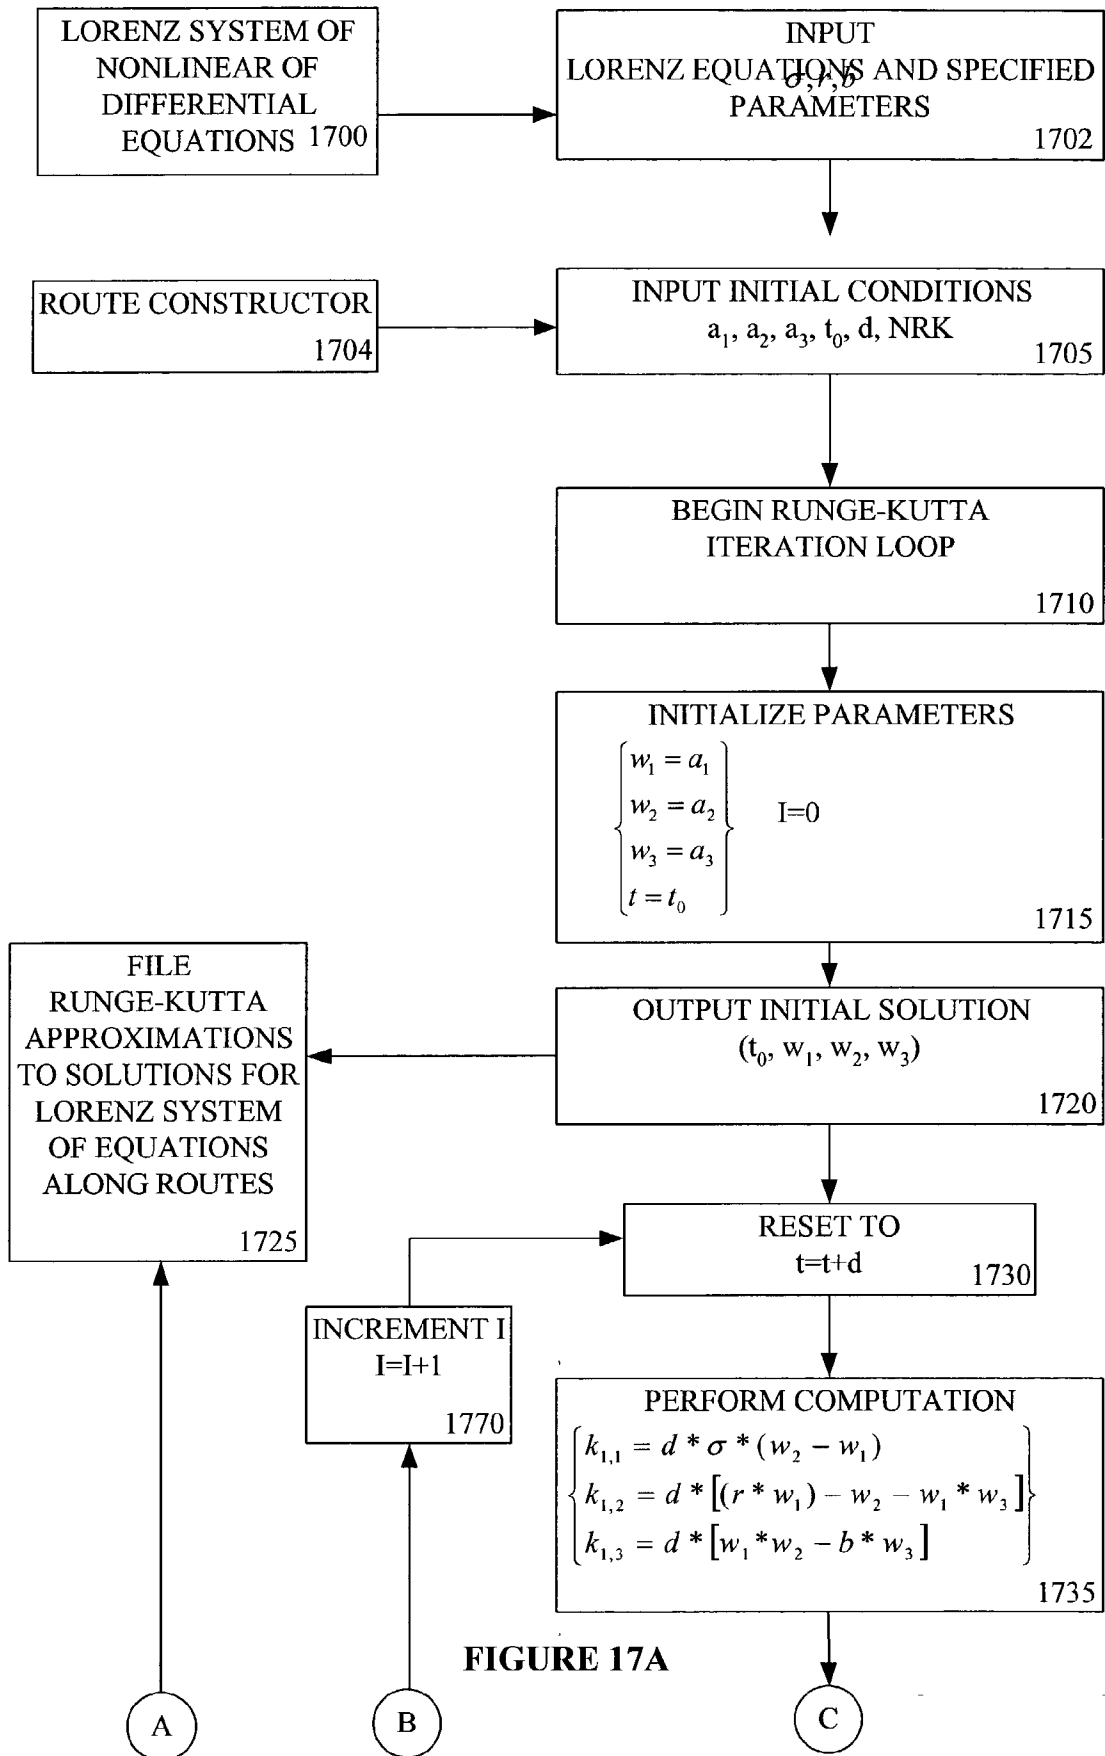 LORENZ SYSTEM OF
NONLINEAR OF
DIFFERENTIAL
EQUATIONS 1700
INPUT
LORENZ EQUATIONS AND SPECIFIED
σ,r,b
PARAMETERS
1702
ROUTE CONSTRUCTOR
1704
INPUT INITIAL CONDITIONS
a₁, a₂, a₃, t₀, d, NRK
1705
BEGIN RUNGE-KUTTA
ITERATION LOOP
1710
INITIALIZE PARAMETERS
w₁ = a₁
w₂ = a₂
w₃ = a₃
t = t₀
I=0
1715
FILE
RUNGE-KUTTA
APPROXIMATIONS
TO SOLUTIONS FOR
LORENZ SYSTEM
OF EQUATIONS
ALONG ROUTES
1725
OUTPUT INITIAL SOLUTION
(t₀, w₁, w₂, w₃)
1720
RESET TO
t=t+d
1730
INCREMENT I
I=I+1
1770
PERFORM COMPUTATION
k₁,₁ = d * σ * (w₂ − w₁)
k₁,₂ = d * [(r * w₁) − w₂ − w₁ * w₃]
k₁,₃ = d * [w₁ * w₂ − b * w₃]
1735
FIGURE 17A
A
B
C